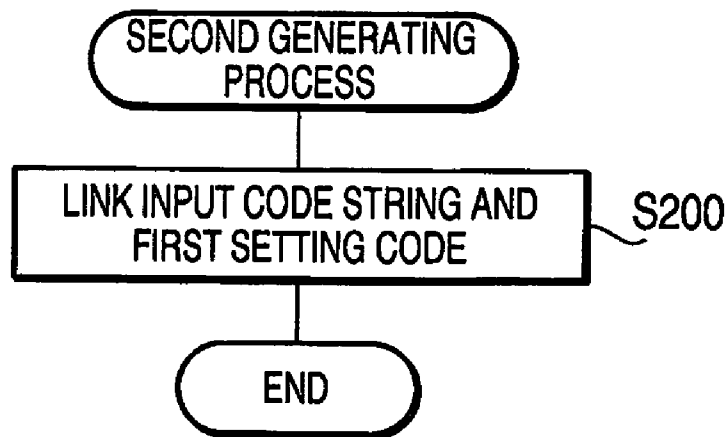 SECOND GENERATING
PROCESS
LINK INPUT CODE STRING AND
FIRST SETTING CODE
S200
END